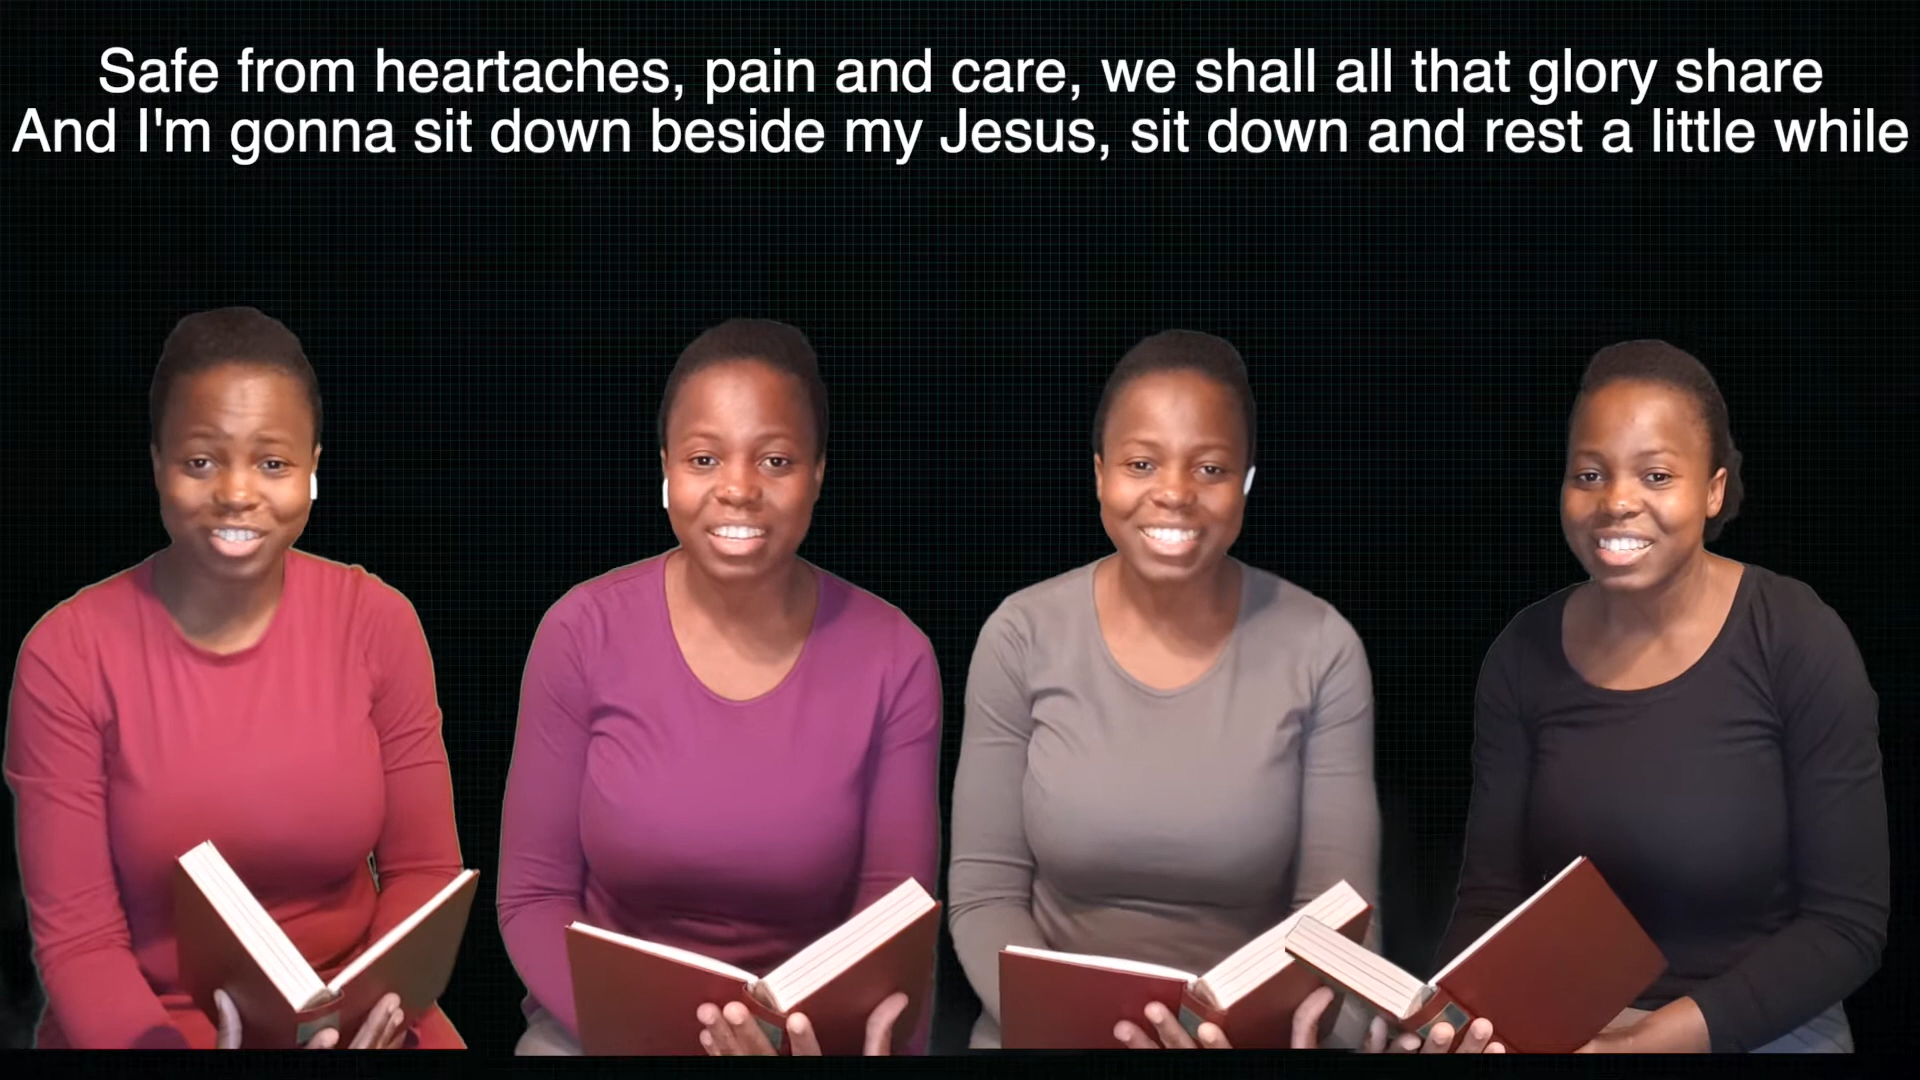 Safe from heartaches, pain and care, we shall all that glory share
And I'm gonna sit down beside my Jesus, sit down and rest a little while